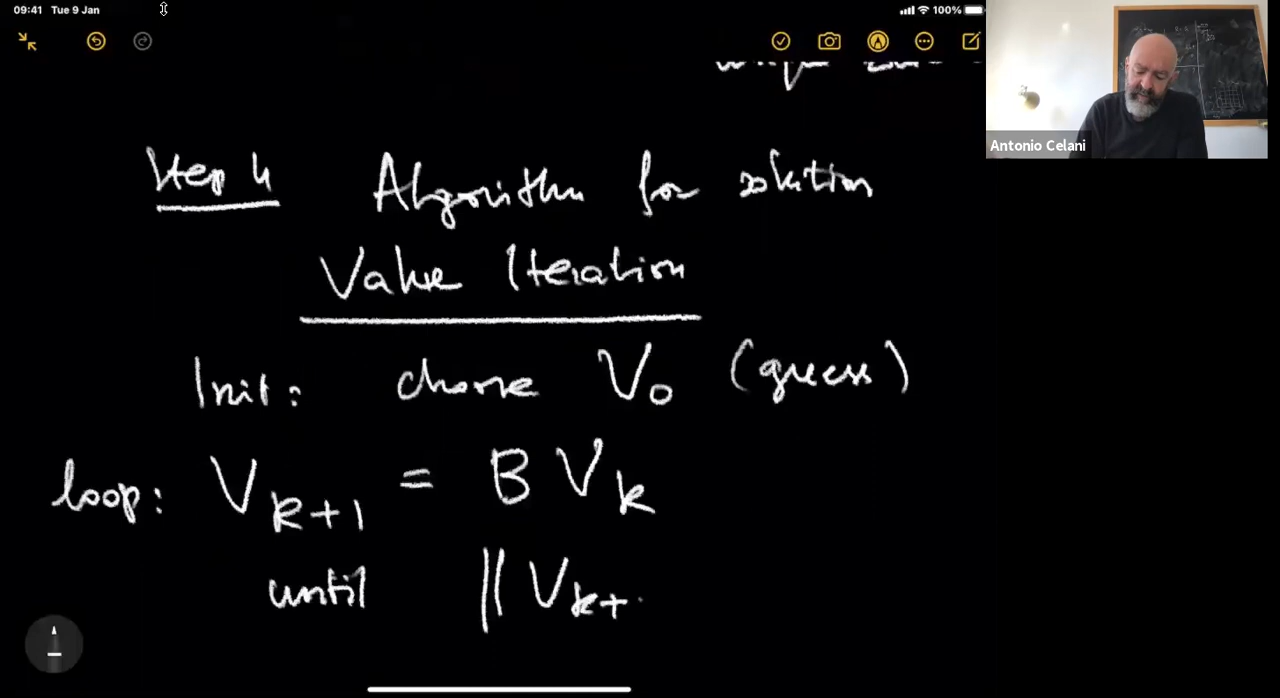 09:41 Tue 9 Jan
100%
Antonio Celani
Step 4 Algorithm for solution
Value Iteration
Init: choose V₀ (guess)
loop: Vₖ₊₁ = B Vₖ
until ‖ Vₖ₊